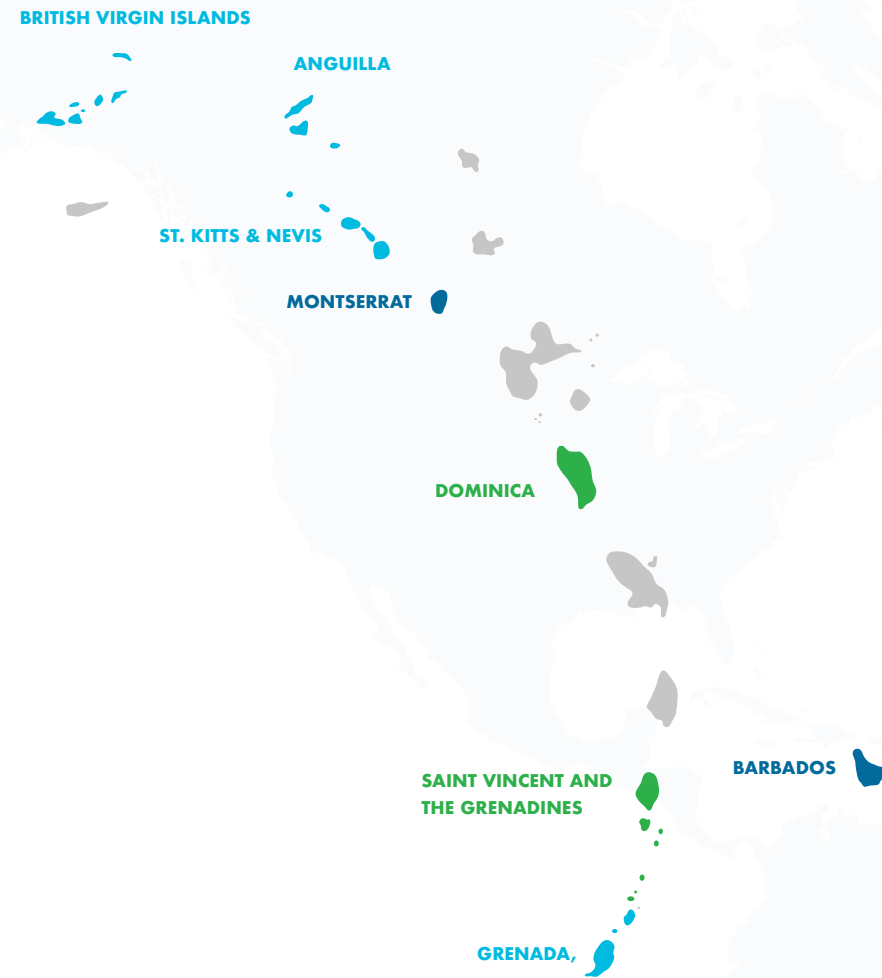 BRITISH VIRGIN ISLANDS
ANGUILLA
ST. KITTS & NEVIS
MONTSERRAT
DOMINICA
BARBADOS
SAINT VINCENT AND
THE GRENADINES
GRENADA,